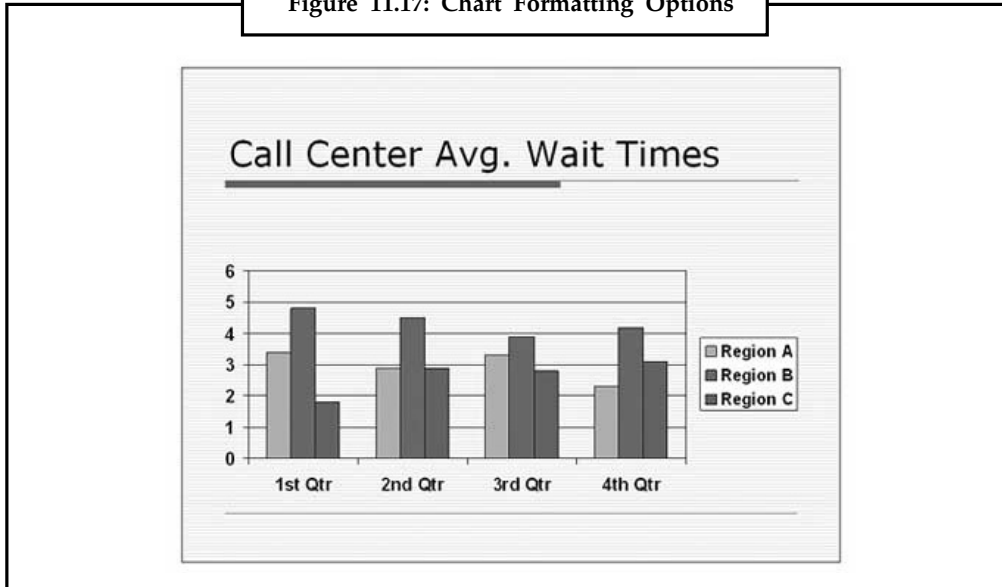 Figure 11.17: Chart Formatting Options
Call Center Avg. Wait Times
6
5
4
3
2
1
0
1st Qtr 2nd Qtr 3rd Qtr 4th Qtr
Region A
Region B
Region C